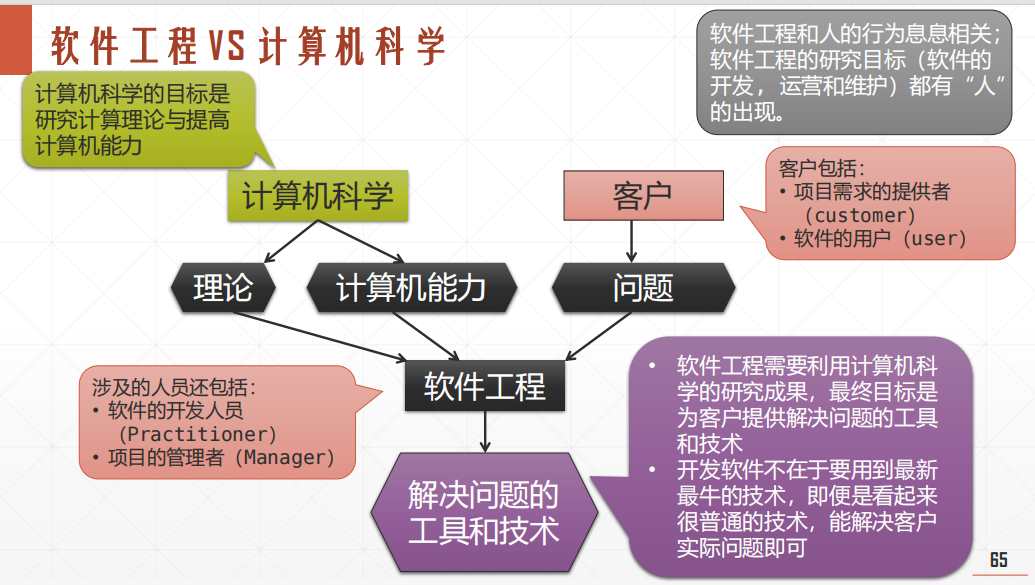 软件工程VS计算机科学
软件工程和人的行为息息相关；
软件工程的研究目标（软件的
开发，运营和维护）都有“人”
的出现。
计算机科学的目标是
研究计算理论与提高
计算机能力
计算机科学
客户
客户包括：
• 项目需求的提供者
（customer）
• 软件的用户（user）
理论
计算机能力
问题
软件工程
涉及的人员还包括：
• 软件的开发人员
（Practitioner）
• 项目的管理者（Manager）
• 软件工程需要利用计算机科
学的研究成果，最终目标是
为客户提供解决问题的工具
和技术
• 开发软件不在于要用到最新
最牛的技术，即便是看起来
很普通的技术，能解决客户
实际问题即可
解决问题的
工具和技术
65